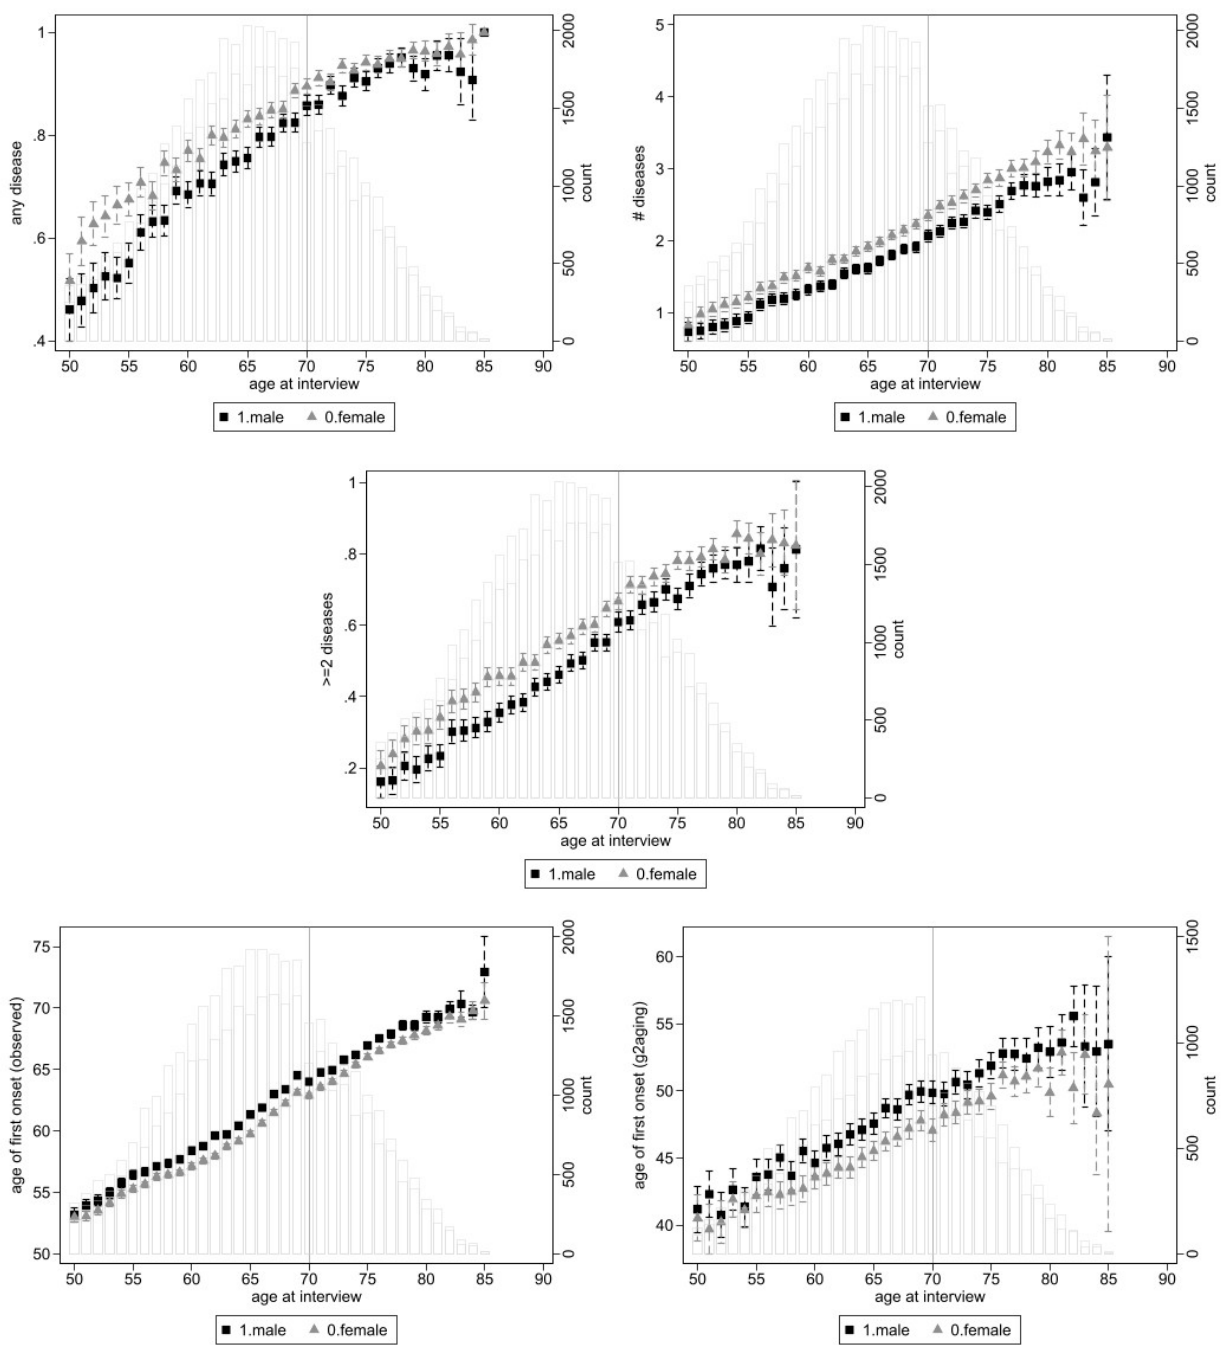 any disease
1
.8
.6
.4
2000
1500
1000
500
0
count
50 55 60 65 70 75 80 85 90
age at interview
1.male 0.female
# diseases
5
4
3
2
1
2000
1500
1000
500
0
count
50 55 60 65 70 75 80 85 90
age at interview
1.male 0.female
>=2 diseases
1
.8
.6
.4
.2
2000
1500
1000
500
0
count
50 55 60 65 70 75 80 85 90
age at interview
1.male 0.female
age of first onset (observed)
75
70
65
60
55
50
2000
1500
1000
500
0
count
50 55 60 65 70 75 80 85 90
age at interview
1.male 0.female
age of first onset (g2aging)
60
55
50
45
40
1500
1000
500
0
count
50 55 60 65 70 75 80 85 90
age at interview
1.male 0.female